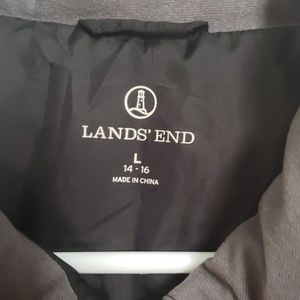 LANDS' END
L
14 - 16
MADE IN CHINA